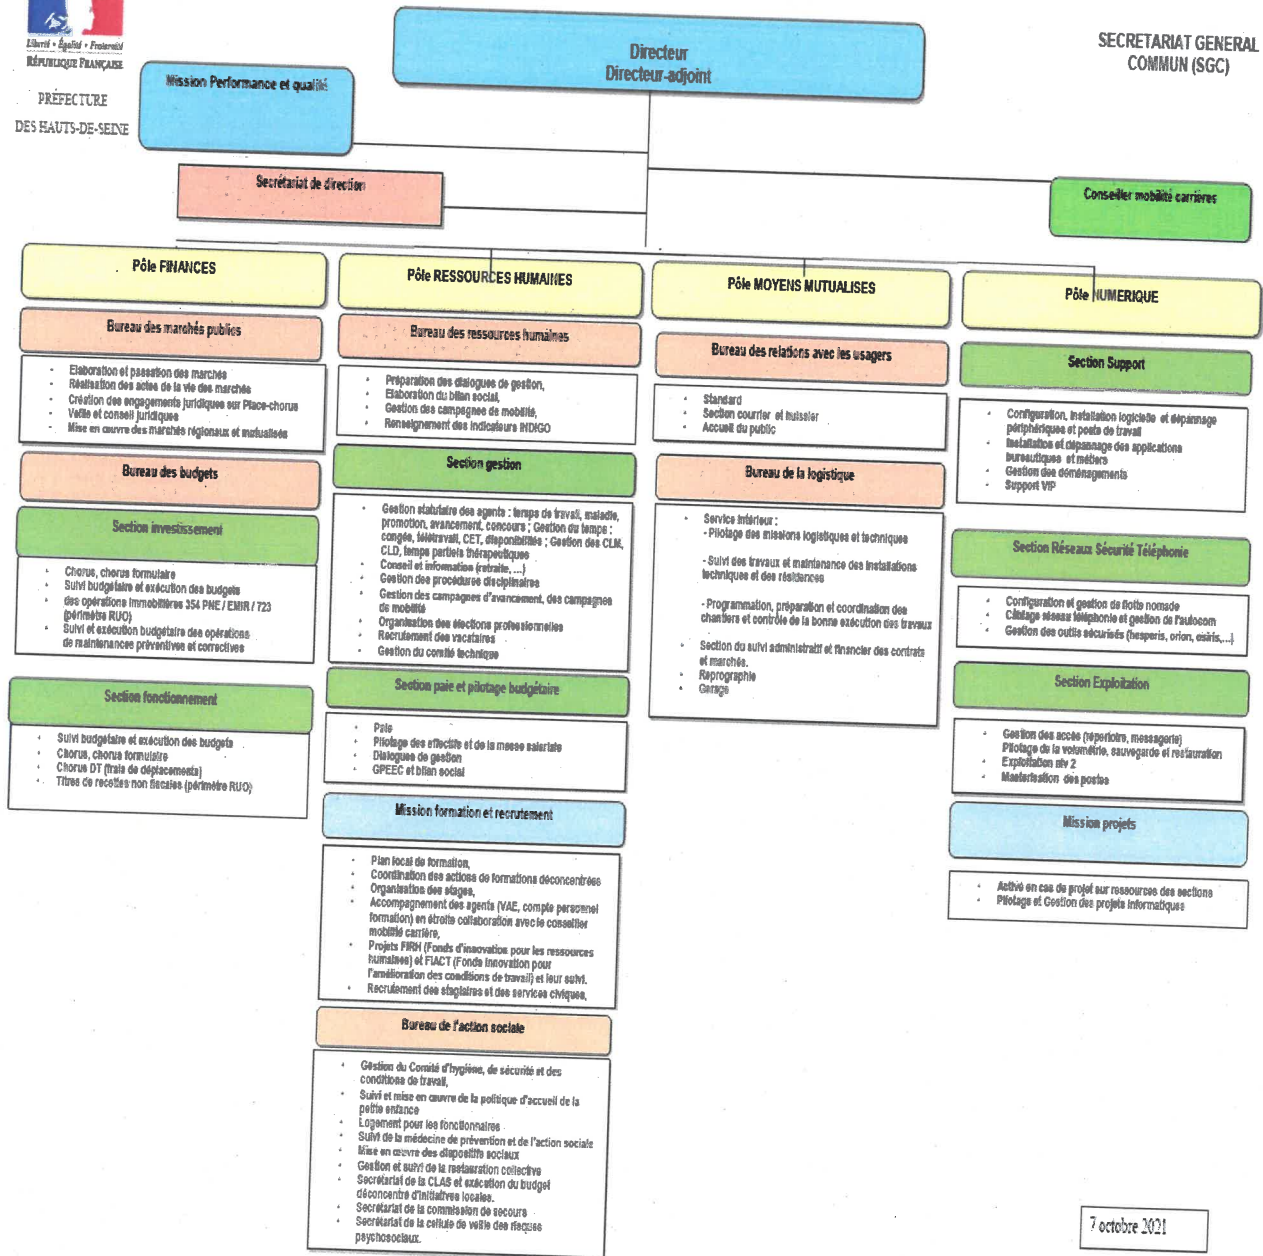 Liberté • Égalité • Fraternité
RÉPUBLIQUE FRANÇAISE
PRÉFECTURE
DES HAUTS-DE-SEINE
Mission Performance et qualité
Directeur
Directeur-adjoint
SECRETARIAT GENERAL
COMMUN (SGC)
Secrétariat de direction
Conseiller mobilité carrières
Pôle FINANCES
Bureau des marchés publics
• Elaboration et passation des marchés
• Réalisation des actes de la vie des marchés
• Création des engagements juridiques sur Place-chorus
• Veille et conseil juridiques
• Mise en œuvre des marchés régionaux et mutualisés
Bureau des budgets
Section investissement
• Chorus, chorus formulaire
• Suivi budgétaire et exécution des budgets
• des opérations immobilières 354 PNE / EMIR / 723
(périmètre RUO)
• Suivi et exécution budgétaire des opérations
de maintenances préventives et correctives
Section fonctionnement
• Suivi budgétaire et exécution des budgets
• Chorus, chorus formulaire
• Chorus DT (frais de déplacements)
• Titres de recettes non fiscales (périmètre RUO)
Pôle RESSOURCES HUMAINES
Bureau des ressources humaines
• Préparation des dialogues de gestion,
• Elaboration du bilan social,
• Gestion des campagnes de mobilité,
• Renseignement des indicateurs INDIGO
Section gestion
• Gestion statutaire des agents : temps de travail, maladie,
promotion, avancement, concours ; Gestion du temps :
congés, télétravail, CET, disponibilités ; Gestion des CLM,
CLD, temps partiels thérapeutiques
• Conseil et information (retraite, ...)
• Gestion des procédures disciplinaires
• Gestion des campagnes d'avancement, des campagnes
de mobilité
• Organisation des élections professionnelles
• Recrutement des vacataires
• Gestion du comité technique
Section paie et pilotage budgétaire
• Paie
• Pilotage des effectifs et de la masse salariale
• Dialogues de gestion
• GPEEC et bilan social
Mission formation et recrutement
• Plan local de formation,
• Coordination des actions de formations déconcentrées
• Organisation des stages,
• Accompagnement des agents (VAE, compte personnel
formation) en étroite collaboration avec le conseiller
mobilité carrière,
• Projets FIRH (Fonds d'innovation pour les ressources
humaines) et FIACT (Fonds innovation pour
l'amélioration des conditions de travail) et leur suivi.
• Recrutement des stagiaires et des services civiques,
Bureau de l'action sociale
• Gestion du Comité d'hygiène, de sécurité et des
conditions de travail,
• Suivi et mise en œuvre de la politique d'accueil de la
petite enfance
• Logement pour les fonctionnaires
• Suivi de la médecine de prévention et de l'action sociale
• Mise en œuvre des dispositifs sociaux
• Gestion et suivi de la restauration collective
• Secrétariat de la CLAS et exécution du budget
déconcentré d'initiatives locales.
• Secrétariat de la commission de secours
• Secrétariat de la cellule de veille des risques
psychosociaux.
Pôle MOYENS MUTUALISES
Bureau des relations avec les usagers
• Standard
• Section courrier et huissier
• Accueil du public
Bureau de la logistique
• Service intérieur :
- Pilotage des missions logistiques et techniques
- Suivi des travaux et maintenance des installations
techniques et des résidences
- Programmation, préparation et coordination des
chantiers et contrôle de la bonne exécution des travaux
• Section du suivi administratif et financier des contrats
et marchés.
• Reprographie
• Garage
Pôle NUMERIQUE
Section Support
• Configuration, installation logicielle et dépannage
périphériques et poste de travail
• Installation et dépannage des applications
bureautiques et métiers
• Gestion des déménagements
• Support VIP
Section Réseaux Sécurité Téléphonie
• Configuration et gestion de flotte nomade
• Câblage réseau téléphonie et gestion de l'autocom
• Gestion des outils sécurisés (hesperis, orion, osiris,...)
Section Exploitation
• Gestion des accès (répertoire, messagerie)
Pilotage de la volumétrie, sauvegarde et restauration
• Exploitation niv 2
• Masterisation des postes
Mission projets
• Activé en cas de projet sur ressources des sections
• Pilotage et Gestion des projets informatiques
7 octobre 2021